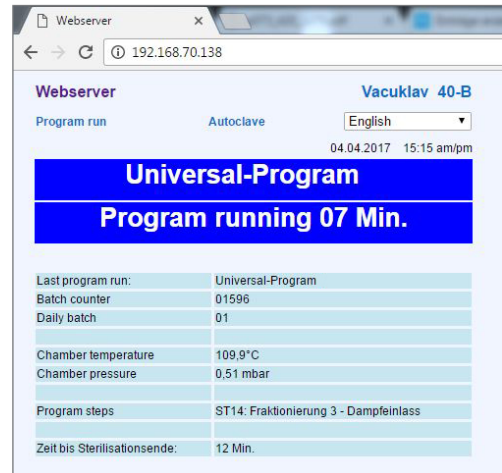 Webserver
192.168.70.138
Webserver Vacuklav 40-B
Program run Autoclave English
04.04.2017 15:15 am/pm
Universal-Program
Program running 07 Min.
Last program run: Universal-Program
Batch counter 01596
Daily batch 01
Chamber temperature 109,9°C
Chamber pressure 0,51 mbar
Program steps ST14: Fraktionierung 3 - Dampfeinlass
Zeit bis Sterilisationsende: 12 Min.